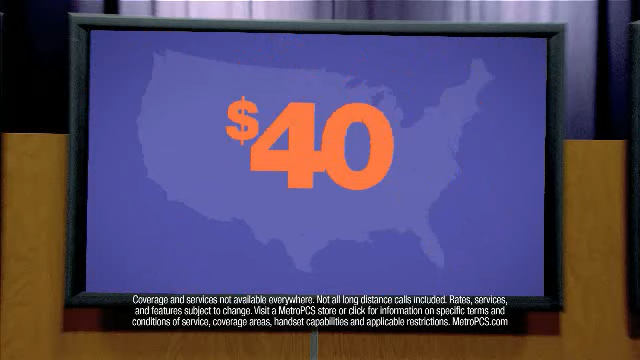 $40
Coverage and services not available everywhere. Not all long distance calls included. Rates, services,
and features subject to change. Visit a MetroPCS store or click for information on specific terms and
conditions of service, coverage areas, handset capabilities and applicable restrictions. MetroPCS.com